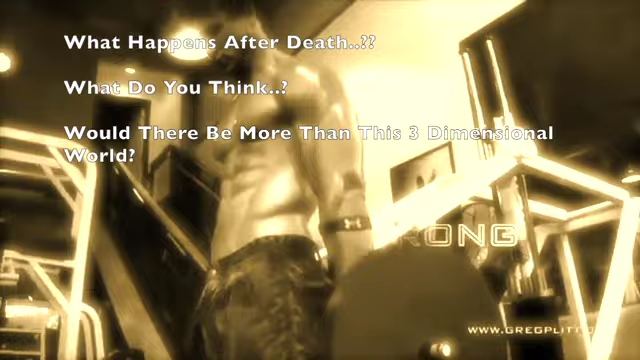 What Happens After Death..??
What Do You Think..?
Would There Be More Than This 3 Dimensional
World?
RONG
WWW.GREGPLITT